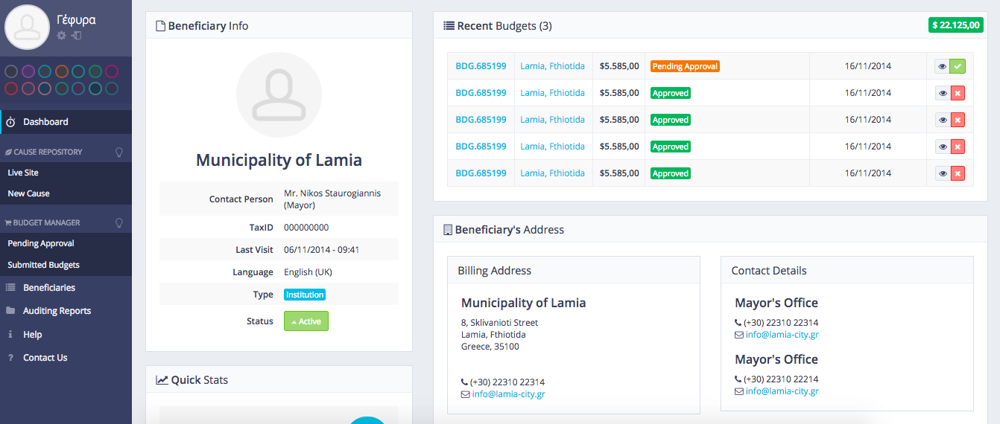 Γέφυρα
Dashboard
CAUSE REPOSITORY
Live Site
New Cause
BUDGET MANAGER
Pending Approval
Submitted Budgets
Beneficiaries
Auditing Reports
Help
Contact Us
Beneficiary Info
Municipality of Lamia
Contact Person Mr. Nikos Staurogiannis
(Mayor)
TaxID 000000000
Last Visit 06/11/2014 - 09:41
Language English (UK)
Type Institution
Status Active
Quick Stats
Recent Budgets (3) $ 22.125,00
BDG.685199 Lamia, Fthiotida $5.585,00 Pending Approval 16/11/2014
BDG.685199 Lamia, Fthiotida $5.585,00 Approved 16/11/2014
BDG.685199 Lamia, Fthiotida $5.585,00 Approved 16/11/2014
BDG.685199 Lamia, Fthiotida $5.585,00 Approved 16/11/2014
BDG.685199 Lamia, Fthiotida $5.585,00 Approved 16/11/2014
Beneficiary's Address
Billing Address
Municipality of Lamia
8, Sklivanioti Street
Lamia, Fthiotida
Greece, 35100
(+30) 22310 22314
info@lamia-city.gr
Contact Details
Mayor's Office
(+30) 22310 22314
info@lamia-city.gr
Mayor's Office
(+30) 22310 22214
info@lamia-city.gr